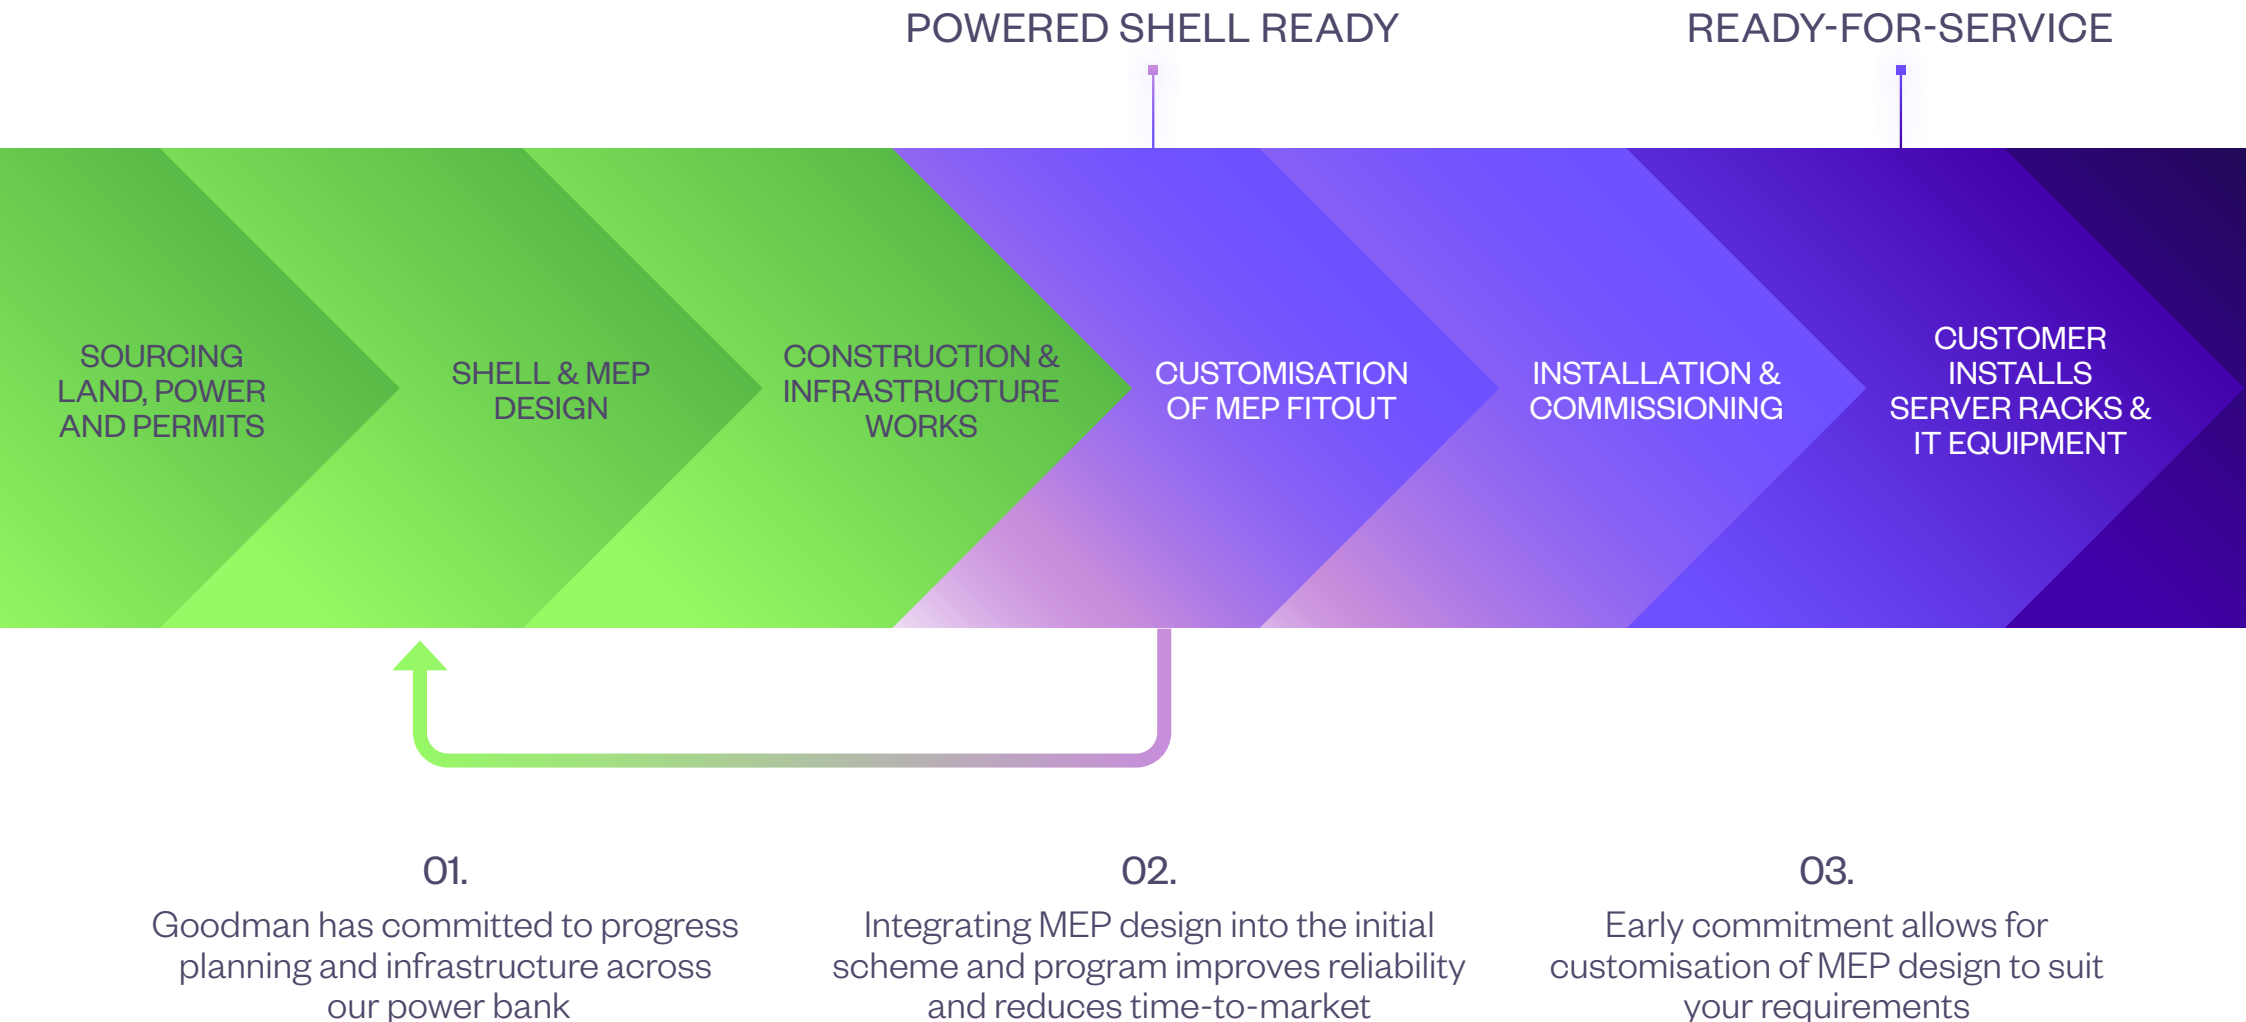 POWERED SHELL READY
READY-FOR-SERVICE
SOURCING
LAND, POWER
AND PERMITS
SHELL & MEP
DESIGN
CONSTRUCTION &
INFRASTRUCTURE
WORKS
CUSTOMISATION
OF MEP FITOUT
INSTALLATION &
COMMISSIONING
CUSTOMER
INSTALLS
SERVER RACKS &
IT EQUIPMENT
01.
Goodman has committed to progress
planning and infrastructure across
our power bank
02.
Integrating MEP design into the initial
scheme and program improves reliability
and reduces time-to-market
03.
Early commitment allows for
customisation of MEP design to suit
your requirements